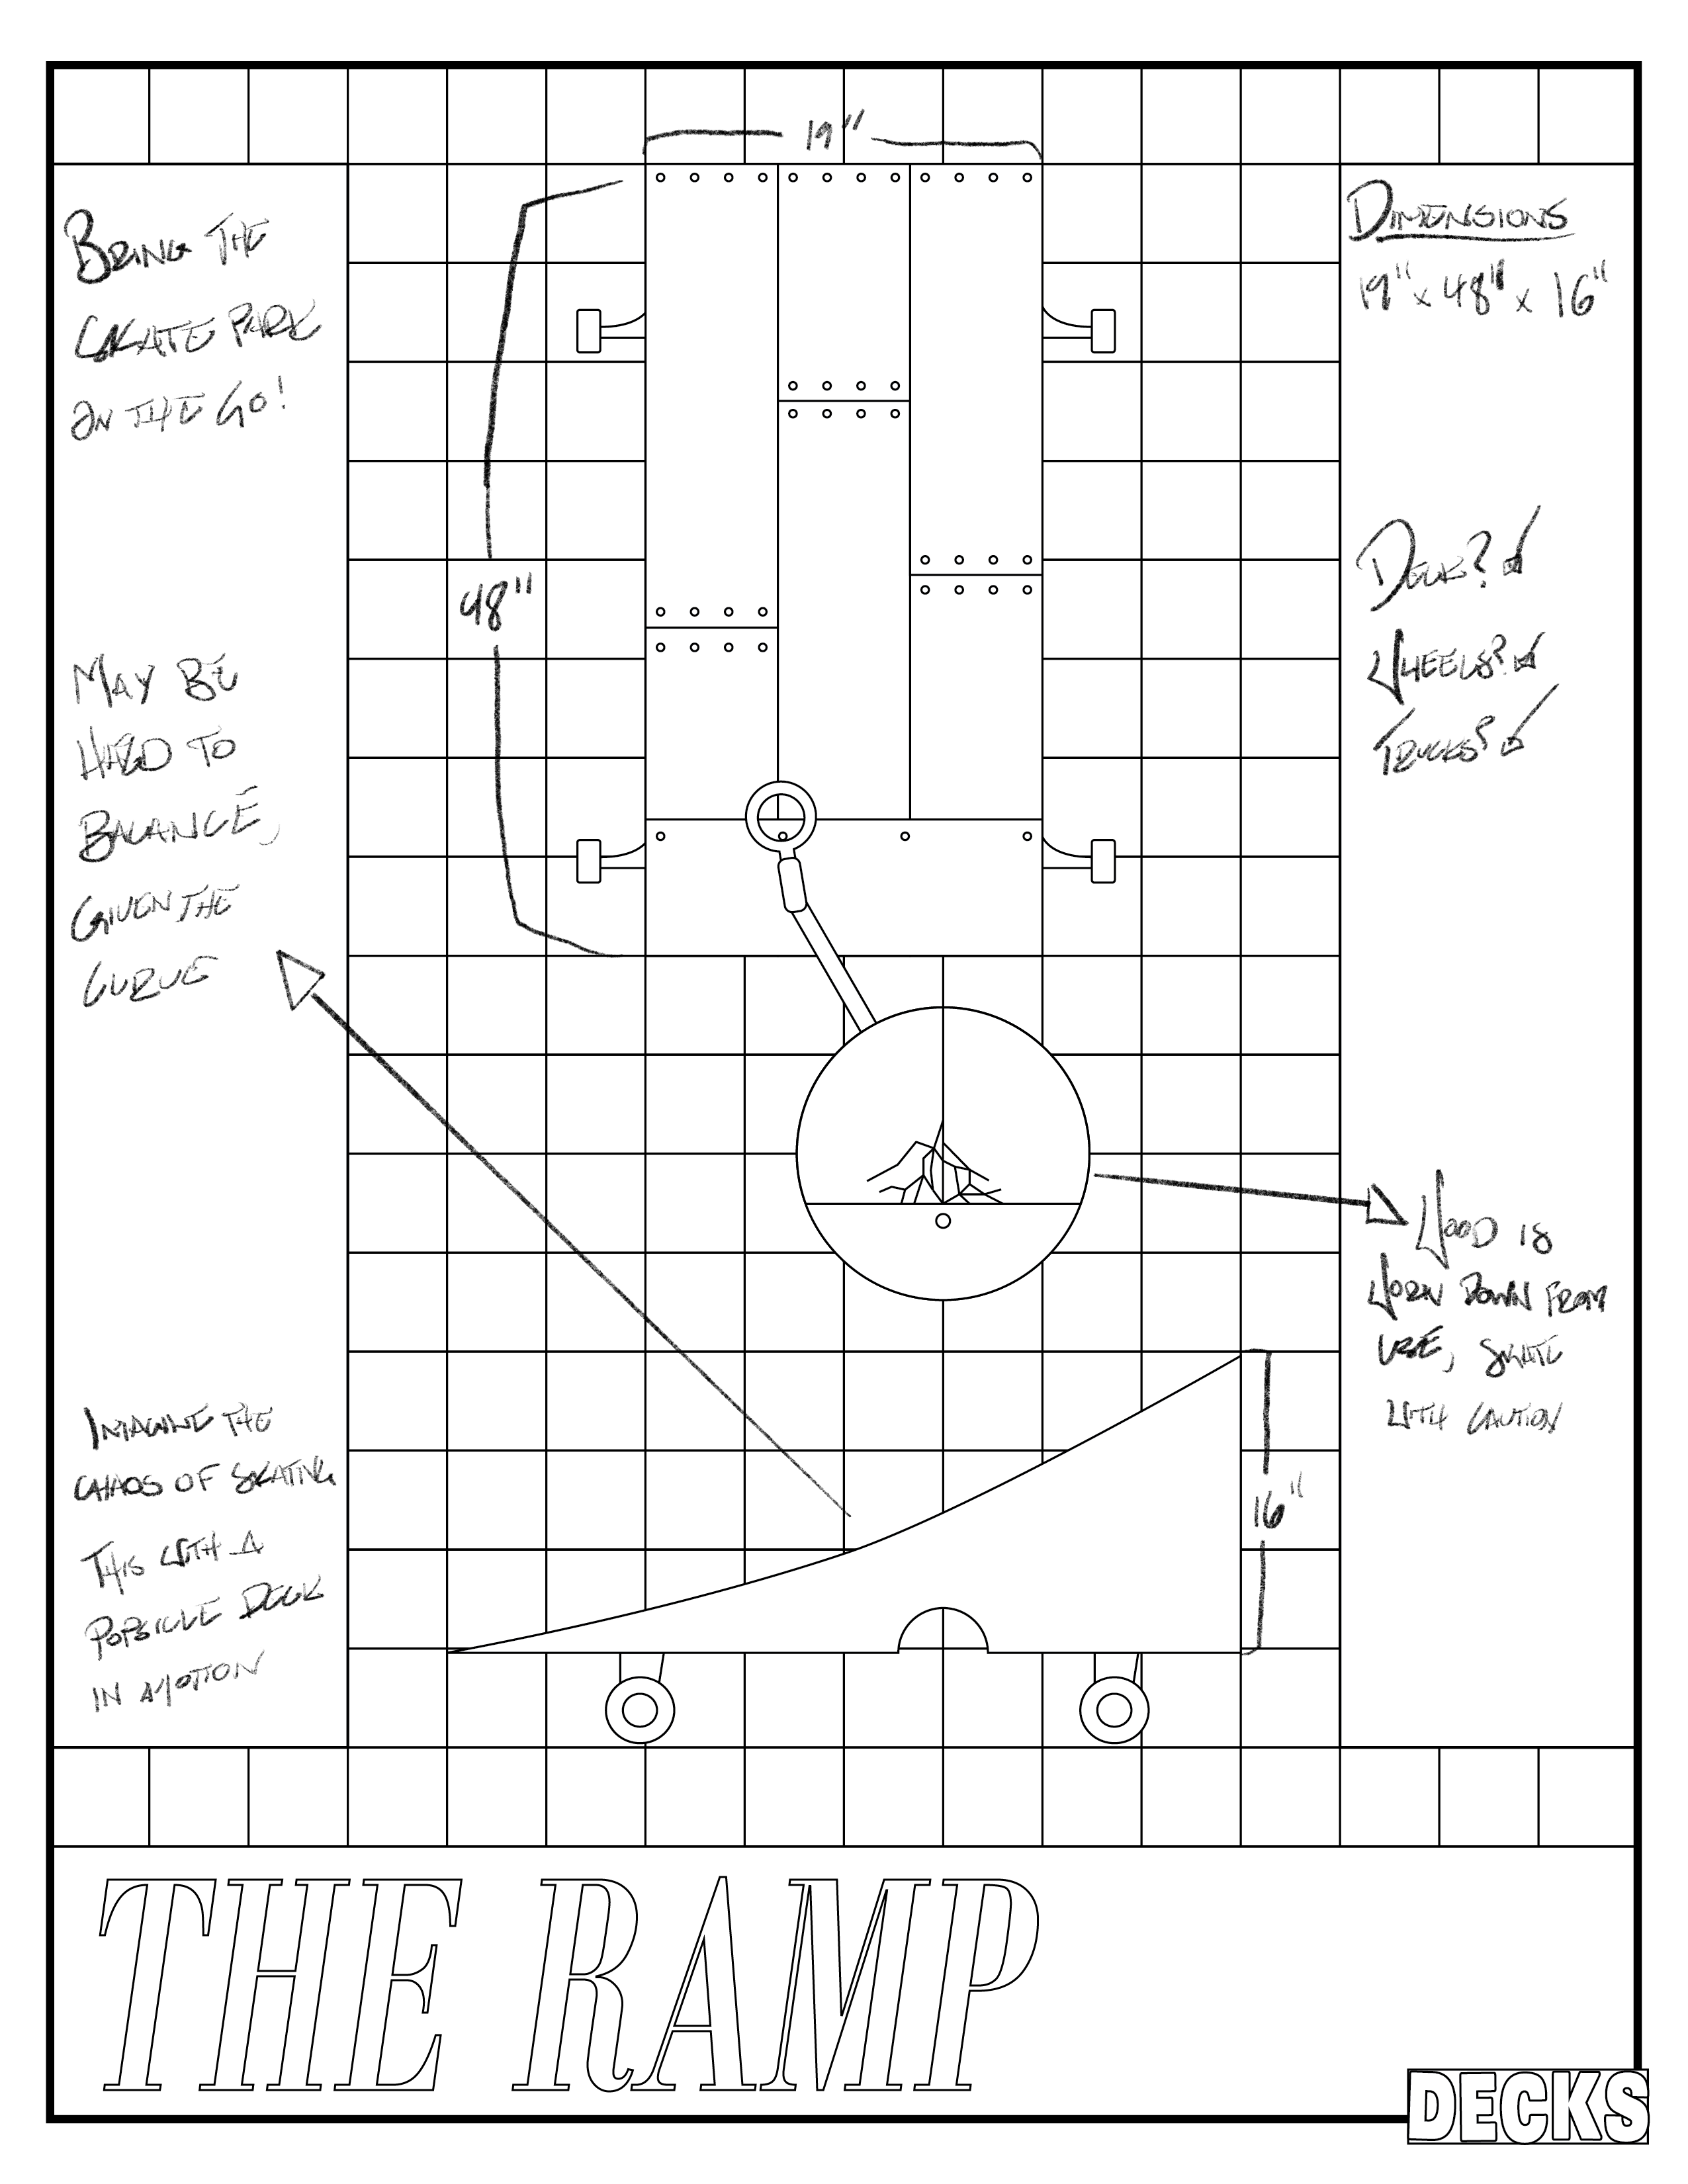 19"
BRING THE
SKATE PARK
ON THE GO!
48"
MAY BE
HARD TO
BALANCE,
GIVEN THE
CURVE
IMAGINE THE
CHAOS OF SKATING
THIS WITH A
POPSICLE DECK
IN MOTION
DIMENSIONS
19" x 48" x 16"
DECK?
WHEELS?
TRUCKS?
WOOD IS
WORN DOWN FROM
USE, SKATE
WITH CAUTION
16"
THE RAMP
DECKS